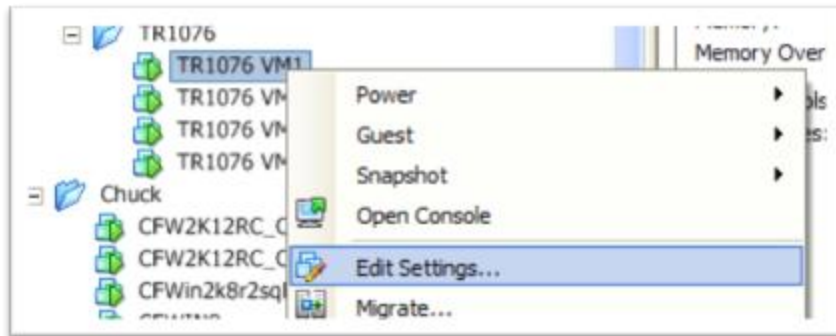 TR1076
TR1076 VM1
Memory Over
TR1076 VM
Power
TR1076 VM
Guest
TR1076 VM
Snapshot
Chuck
Open Console
CFW2K12RC_C
CFW2K12RC_C
Edit Settings...
CFWin2k8r2sql
Migrate...